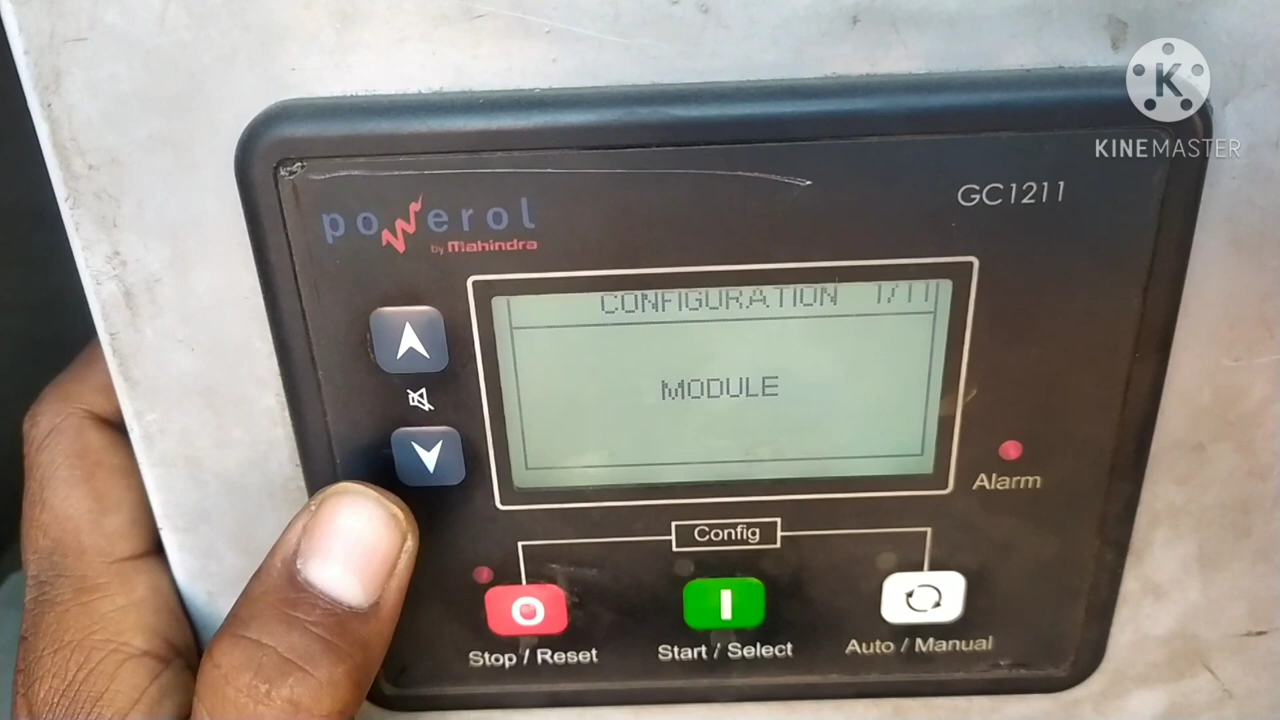 KINEMASTER
GC1211
powerol
by Mahindra
CONFIGURATION 1/11
MODULE
Alarm
Config
Stop / Reset
Start / Select
Auto / Manual